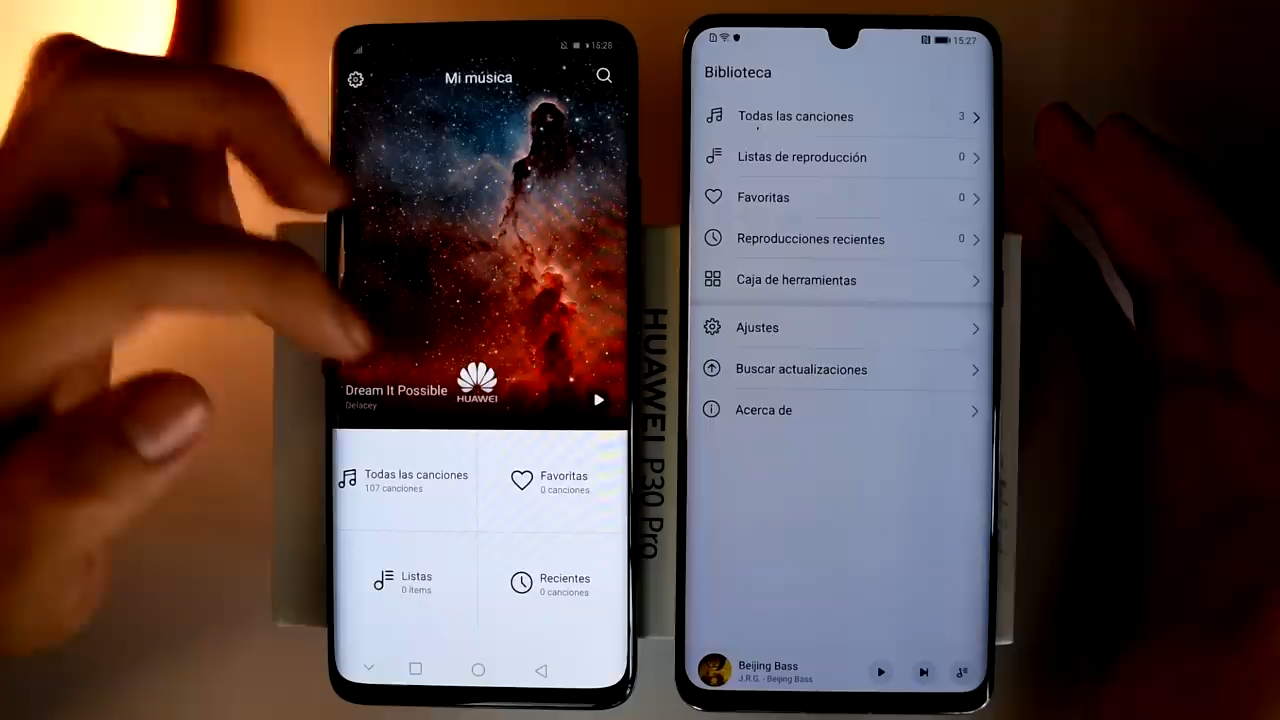 15:28
Mi música
Dream It Possible
Delacey
HUAWEI
Todas las canciones
107 canciones
Favoritas
0 canciones
Listas
0 items
Recientes
0 canciones
HUAWEI P30 Pro
15:27
Biblioteca
Todas las canciones 3
Listas de reproducción 0
Favoritas 0
Reproducciones recientes 0
Caja de herramientas
Ajustes
Buscar actualizaciones
Acerca de
Beijing Bass
J.R.G. - Beijing Bass